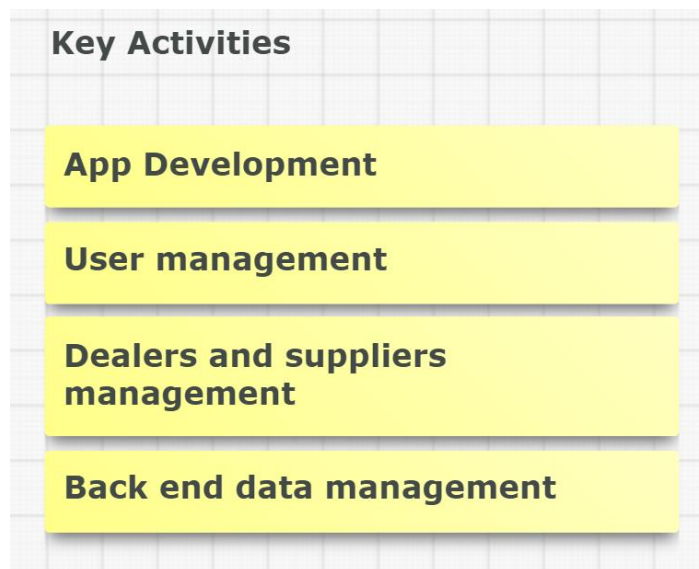 Key Activities
App Development
User management
Dealers and suppliers
management
Back end data management